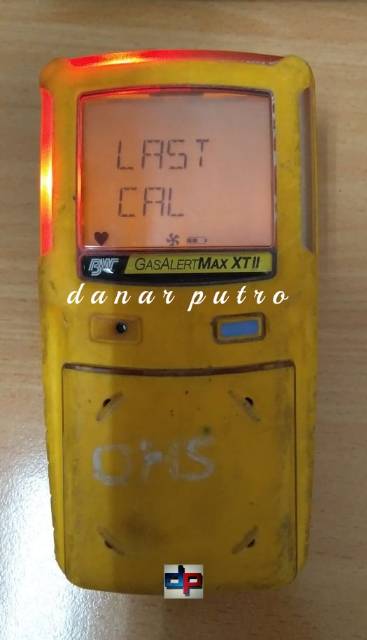 LAST
CAL
BW GASALERTMAX XT II
danar putro
OHS
dp